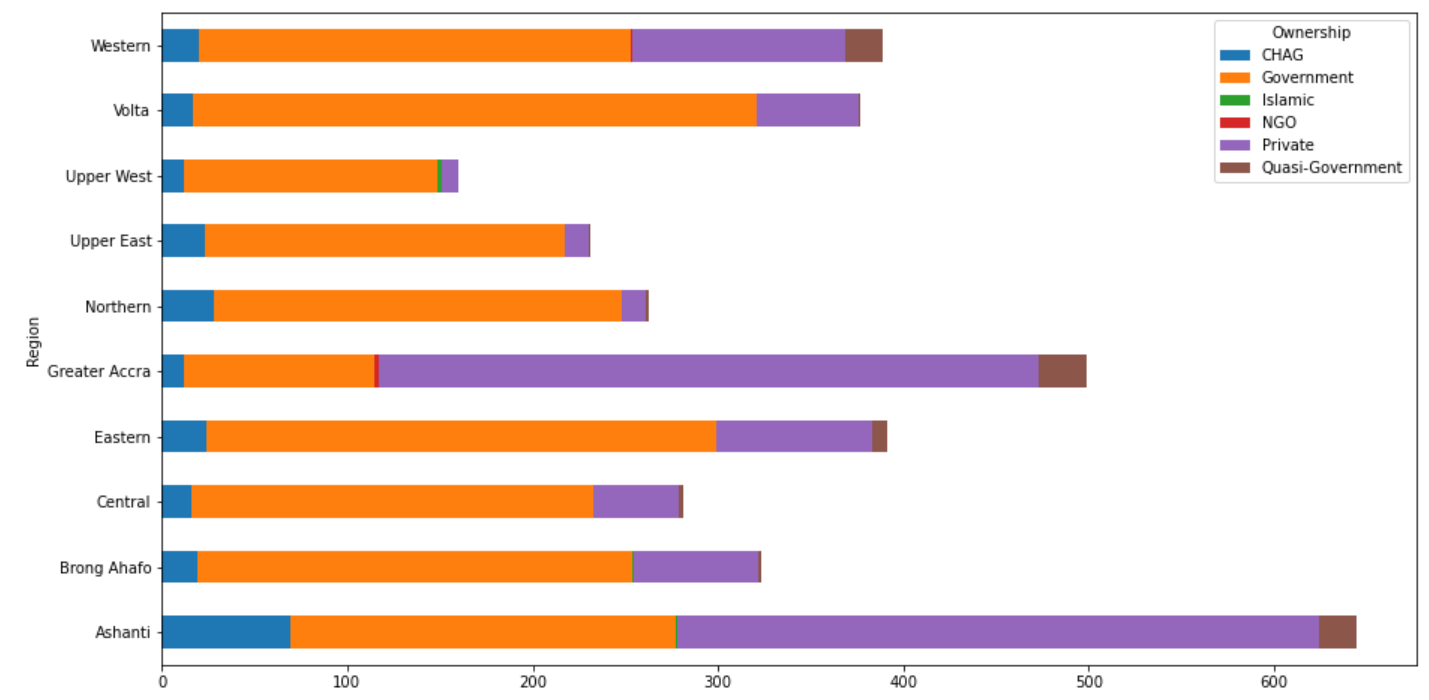 Western
Volta
Upper West
Upper East
Northern
Greater Accra
Eastern
Central
Brong Ahafo
Ashanti
Region
0 100 200 300 400 500 600
Ownership
CHAG
Government
Islamic
NGO
Private
Quasi-Government